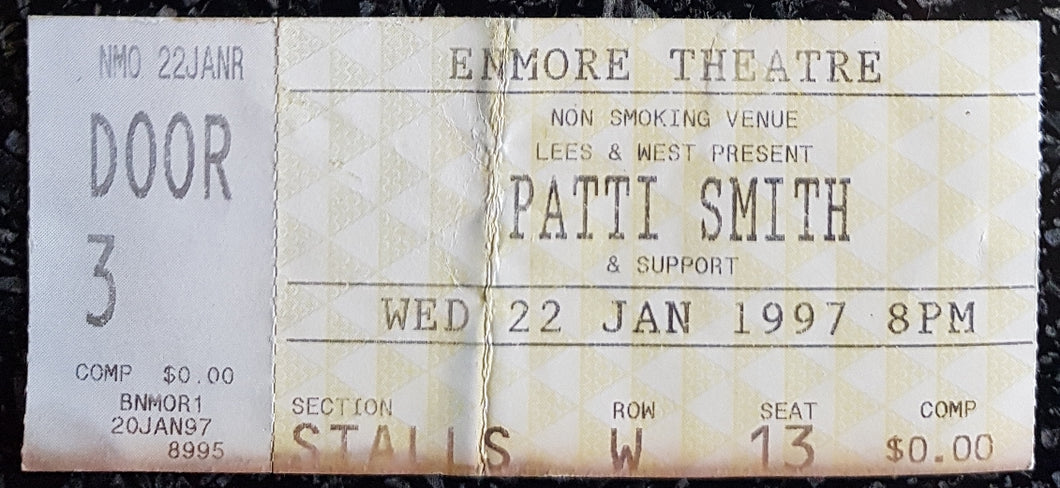 NMO 22JANR
DOOR
3
COMP $0.00
BNMOR1
20JAN97
8995
ENMORE THEATRE
NON SMOKING VENUE
LEES & WEST PRESENT
PATTI SMITH
& SUPPORT
WED 22 JAN 1997 8PM
SECTION ROW SEAT COMP
STALLS W 13 $0.00